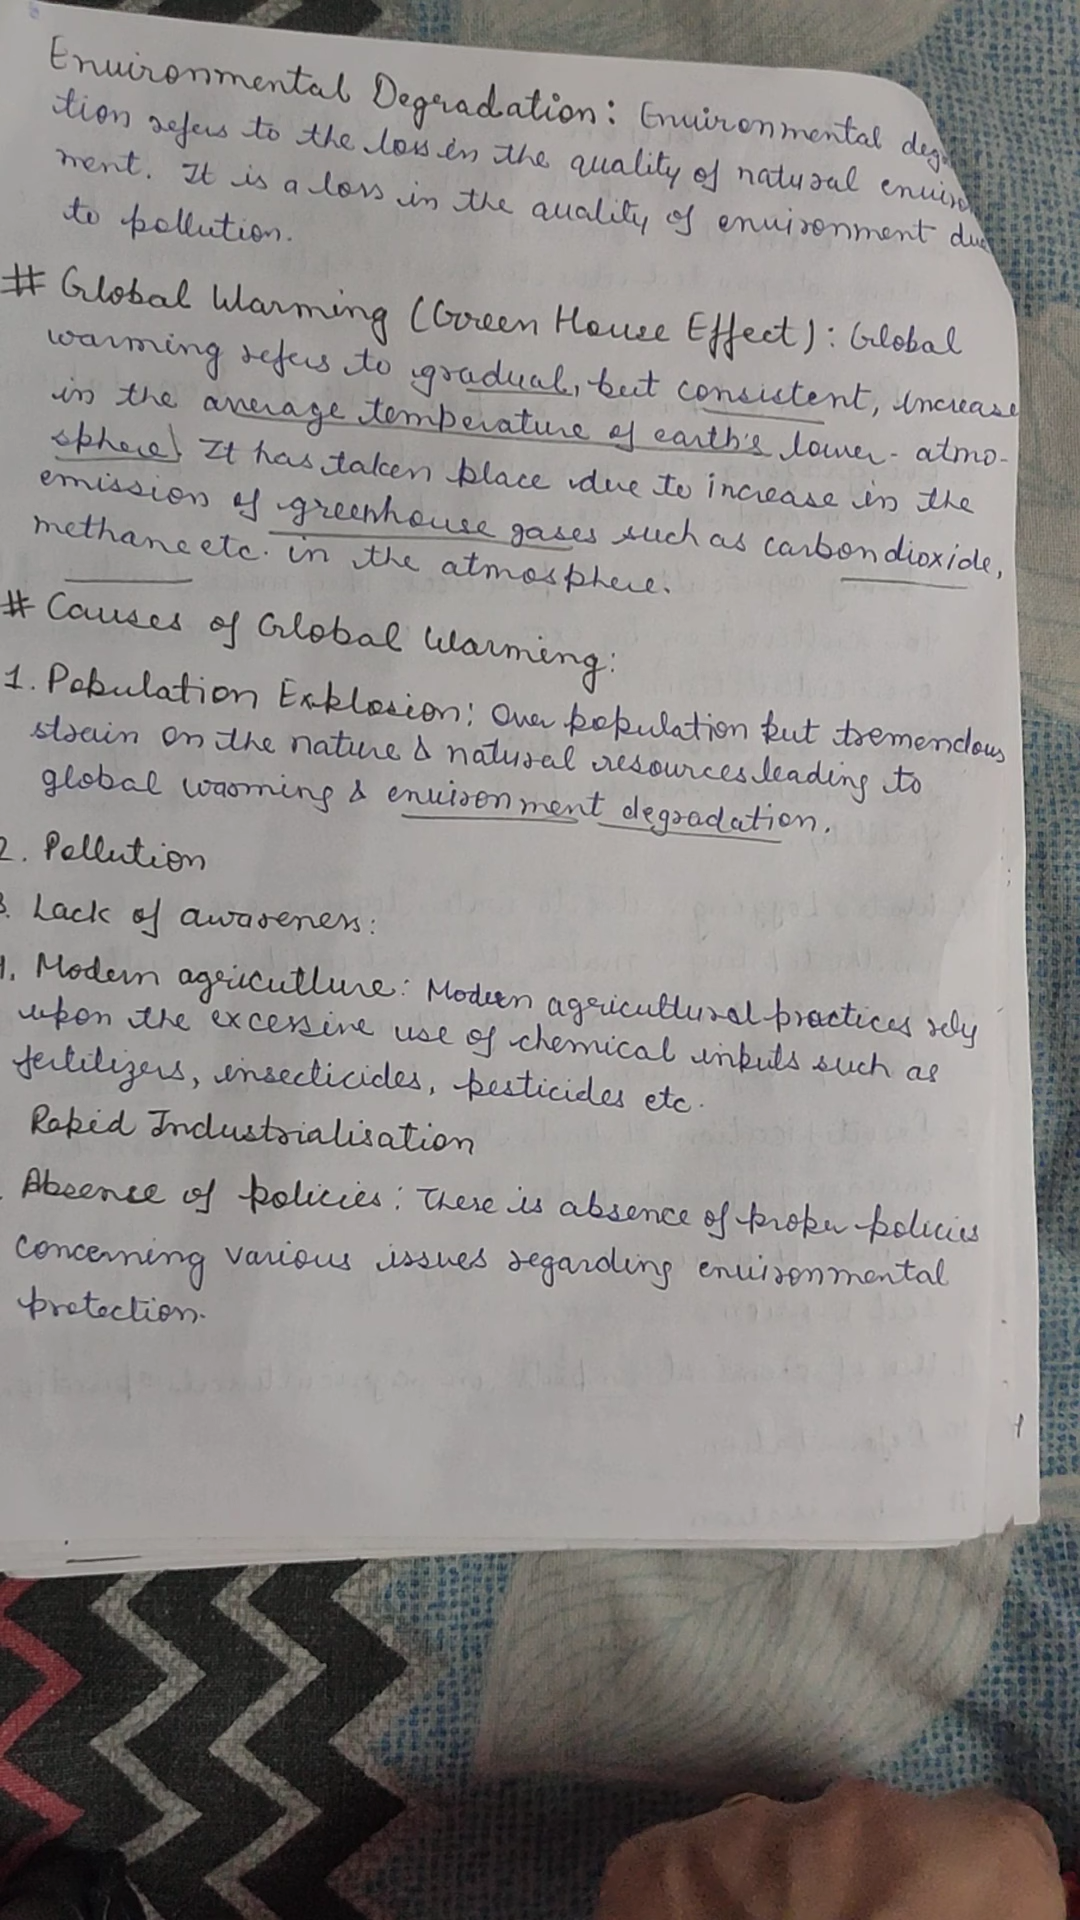 Environmental Degradation: Environmental deg
tion refers to the loss in the quality of natural enviro
ment. It is a loss in the quality of environment due
to pollution.
# Global Warming (Green House Effect): Global
warming refers to gradual, but consistent, increase
in the average temperature of earth's lower-atmo-
sphere. It has taken place due to increase in the
emission of greenhouse gases such as carbondioxide,
methane etc. in the atmosphere.
# Causes of Global Warming:
1. Population Explosion: Over population put tremendous
strain on the nature & natural resources leading to
global warming & environment degradation.
2. Pollution
3. Lack of awareness:
4. Modern agricutlure: Modern agricultural practices rely
upon the excessive use of chemical inputs such as
fertilizers, insecticides, pesticides etc.
Rapid Industrialisation
Absence of policies: There is absence of proper policies
concerning various issues regarding environmental
protection.